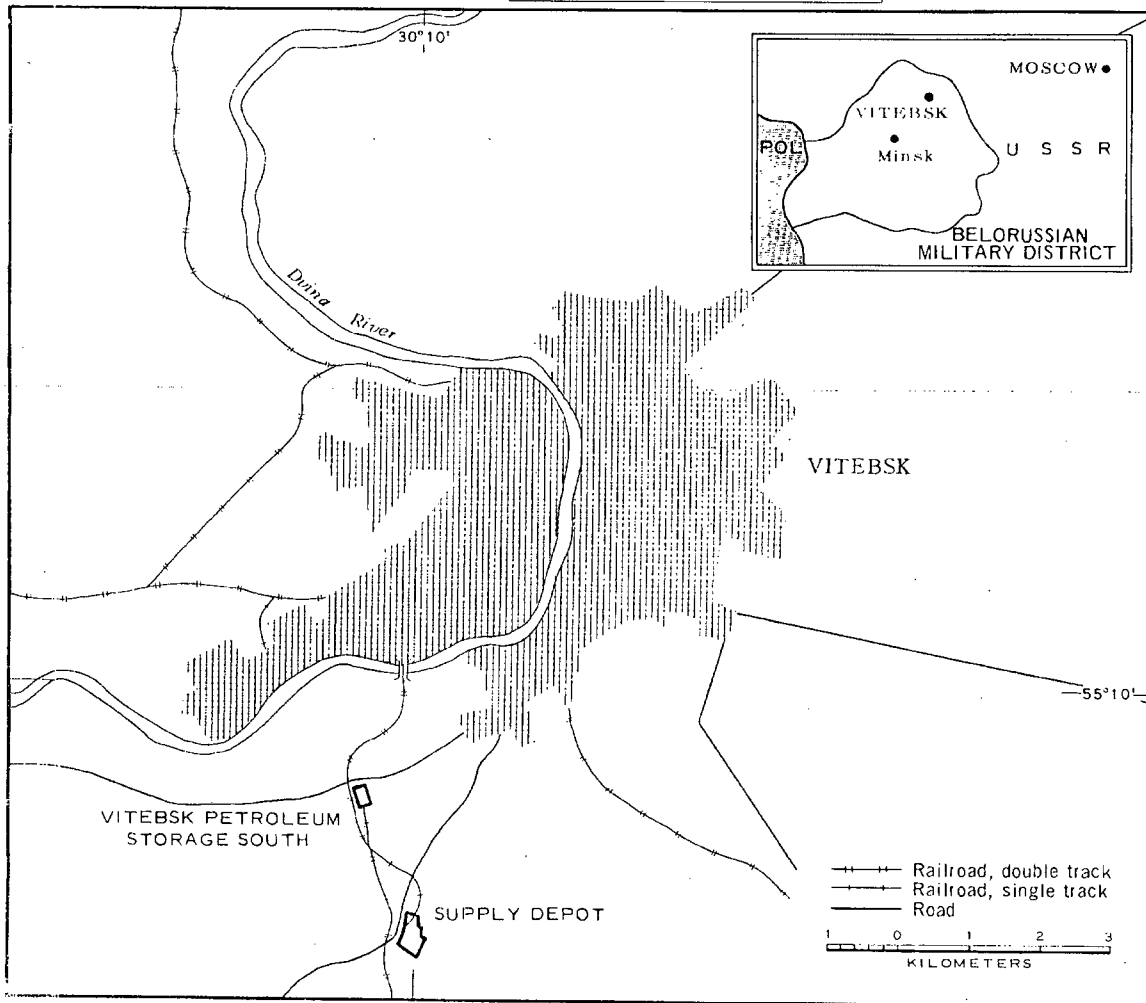 30°10'
MOSCOW
VITEBSK
POL
Minsk
U S S R
BELORUSSIAN
MILITARY DISTRICT
Dvina
River
VITEBSK
55°10'
VITEBSK PETROLEUM
STORAGE SOUTH
SUPPLY DEPOT
Railroad, double track
Railroad, single track
Road
1 0 1 2 3
KILOMETERS